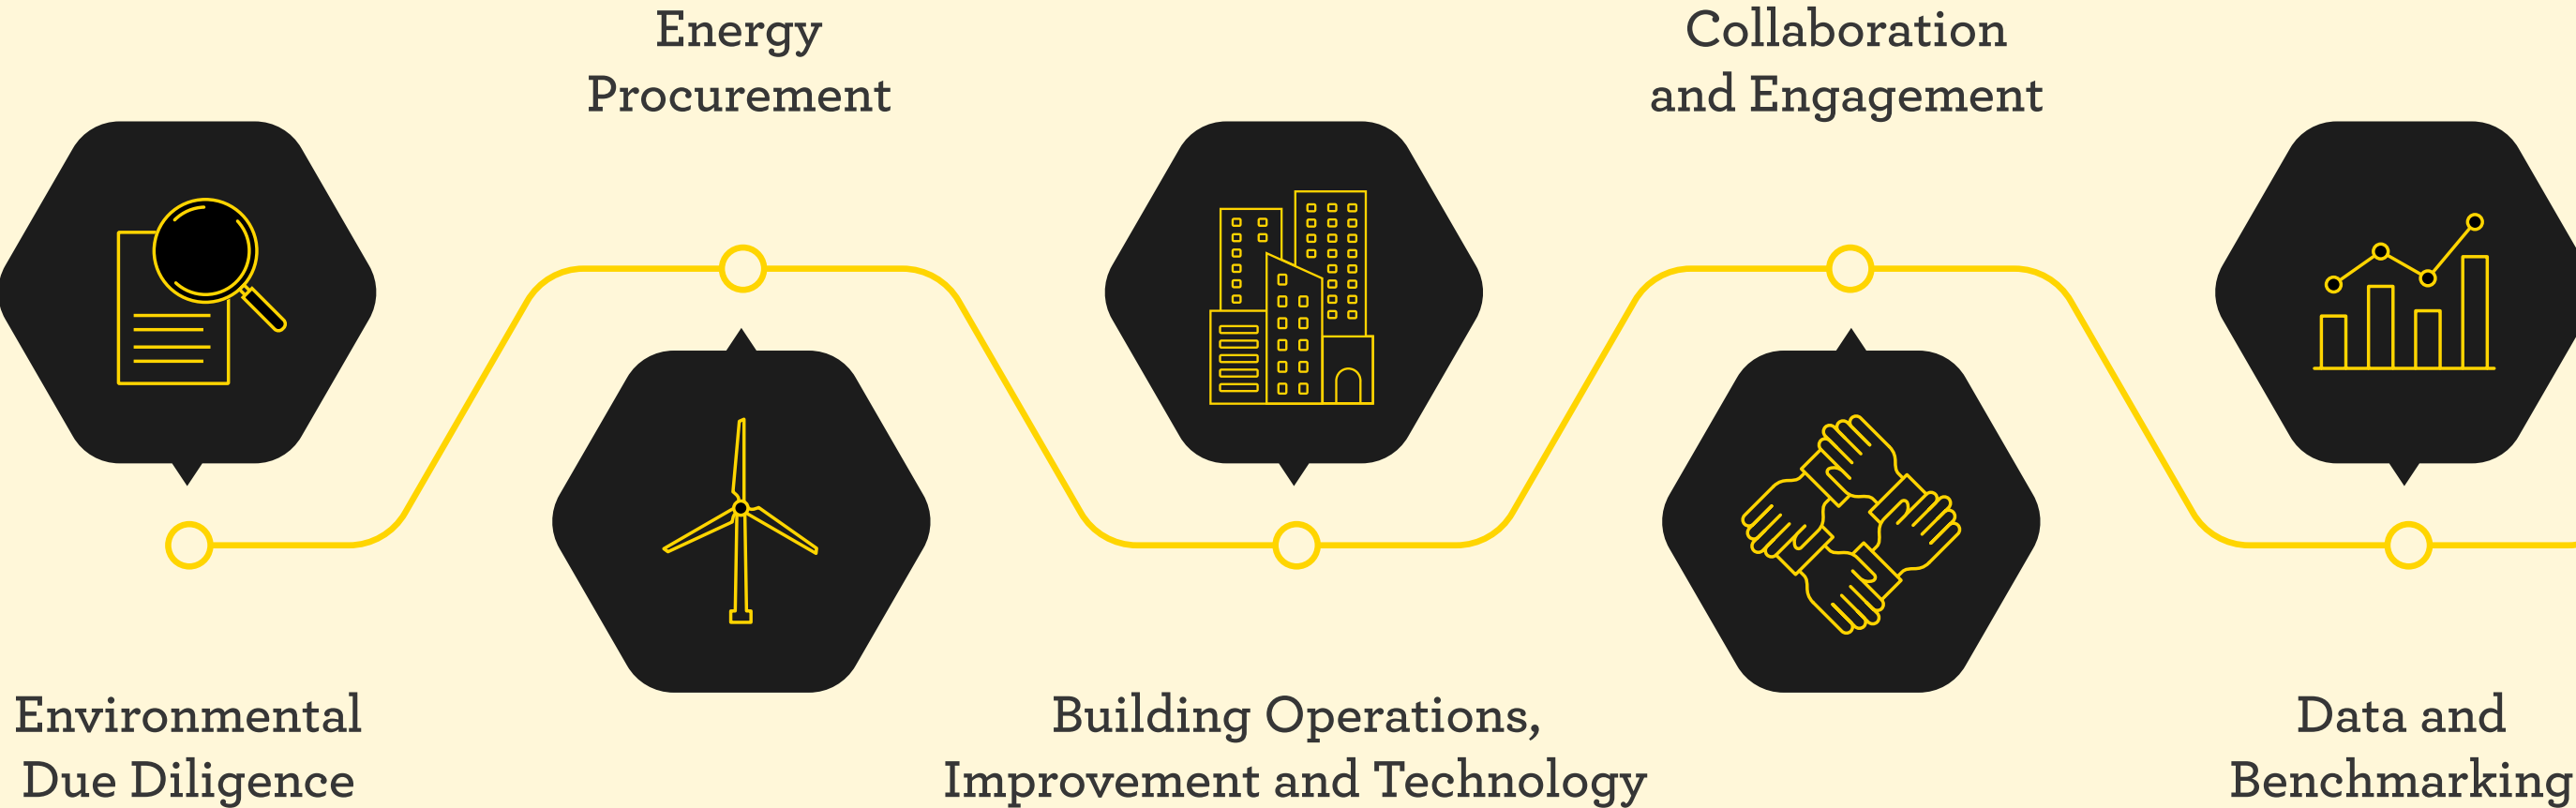 Energy
Procurement
Collaboration
and Engagement
Environmental
Due Diligence
Building Operations,
Improvement and Technology
Data and
Benchmarking